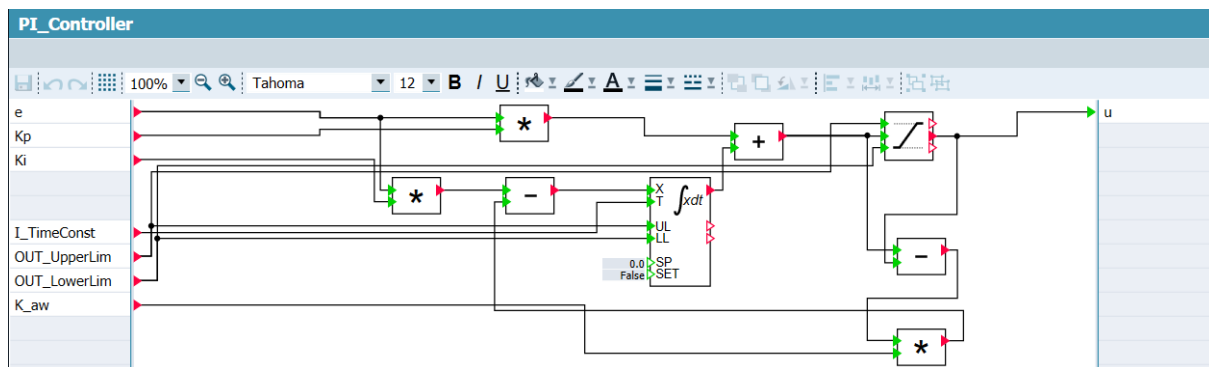 PI_Controller
100% Tahoma 12 B I U A
e u
Kp *
+
Ki
* - X ∫xdt
T
I_TimeConst UL
OUT_UpperLim LL
-
OUT_LowerLim 0.0 SP
False SET
K_aw
*